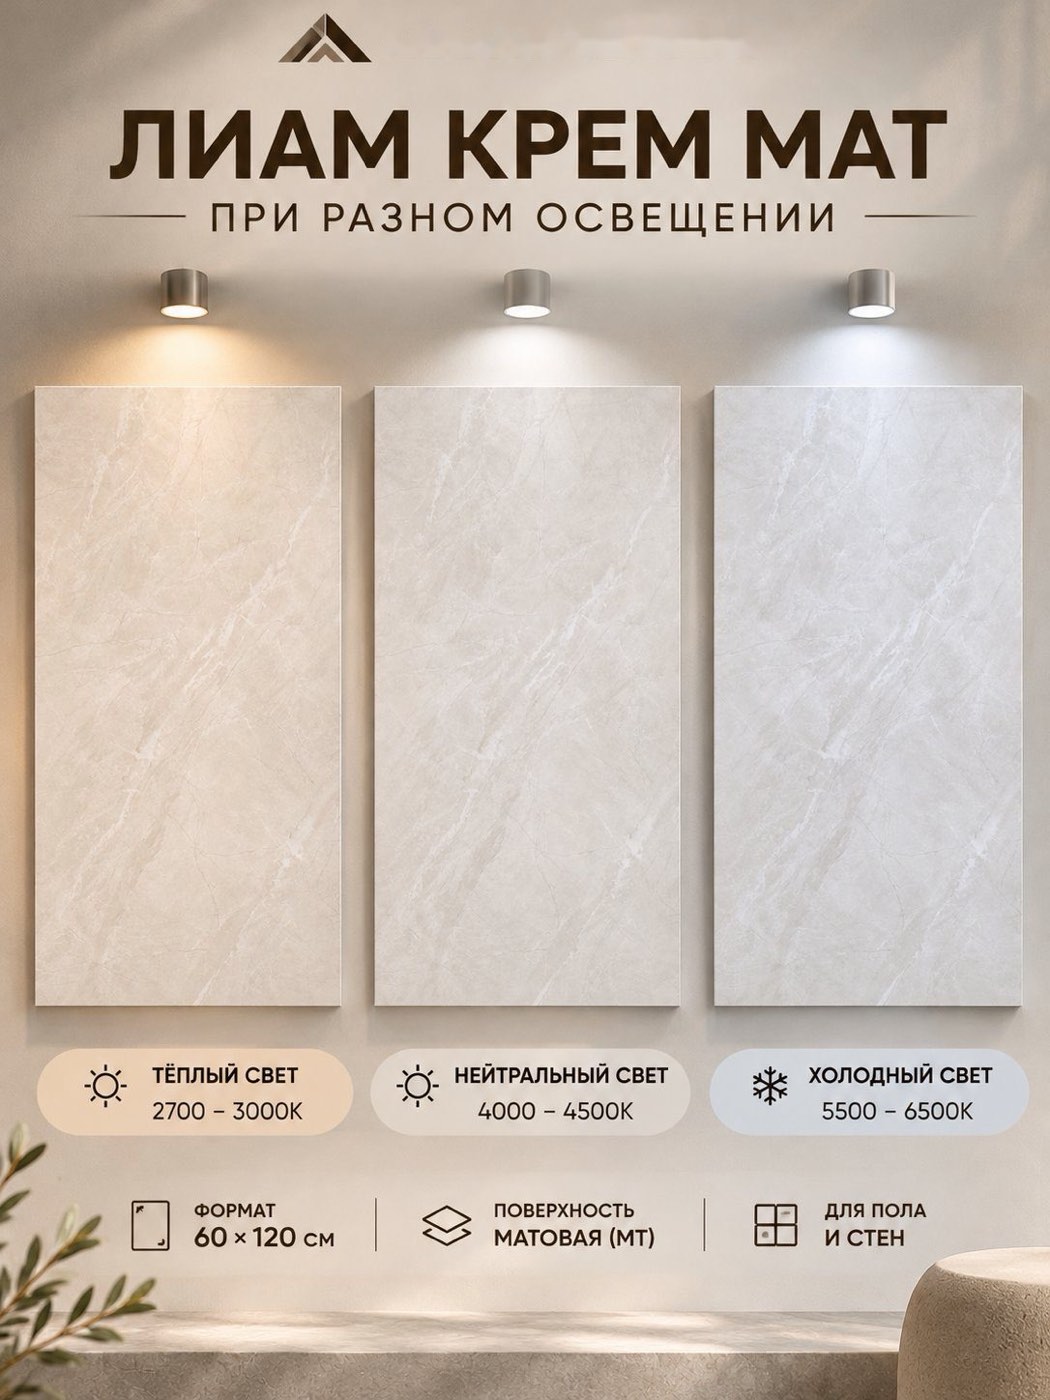 ЛИАМ КРЕМ МАТ
ПРИ РАЗНОМ ОСВЕЩЕНИИ
ТЁПЛЫЙ СВЕТ
2700 – 3000K
НЕЙТРАЛЬНЫЙ СВЕТ
4000 – 4500K
ХОЛОДНЫЙ СВЕТ
5500 – 6500K
ФОРМАТ
60 × 120 см
ПОВЕРХНОСТЬ
МАТОВАЯ (MT)
ДЛЯ ПОЛА
И СТЕН